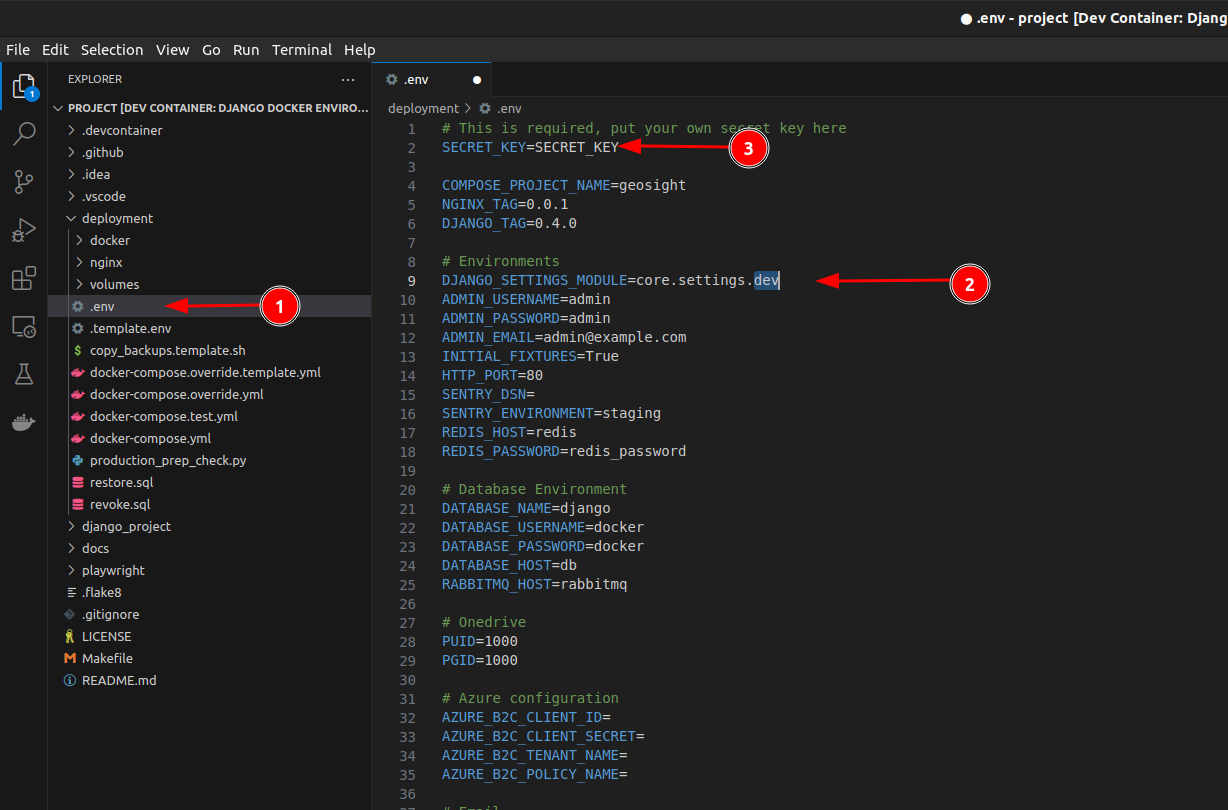 .env - project [Dev Container: Djang
File Edit Selection View Go Run Terminal Help
EXPLORER
1
PROJECT [DEV CONTAINER: DJANGO DOCKER ENVIRO...
.devcontainer
.github
.idea
.vscode
deployment
docker
nginx
volumes
.env
1
.template.env
copy_backups.template.sh
docker-compose.override.template.yml
docker-compose.override.yml
docker-compose.test.yml
docker-compose.yml
production_prep_check.py
restore.sql
revoke.sql
django_project
docs
playwright
.flake8
.gitignore
LICENSE
Makefile
README.md
.env
deployment > .env
1 # This is required, put your own secret key here
2 SECRET_KEY=SECRET_KEY
3
3
4 COMPOSE_PROJECT_NAME=geosight
5 NGINX_TAG=0.0.1
6 DJANGO_TAG=0.4.0
7
8 # Environments
9 DJANGO_SETTINGS_MODULE=core.settings.dev
2
10 ADMIN_USERNAME=admin
11 ADMIN_PASSWORD=admin
12 ADMIN_EMAIL=admin@example.com
13 INITIAL_FIXTURES=True
14 HTTP_PORT=80
15 SENTRY_DSN=
16 SENTRY_ENVIRONMENT=staging
17 REDIS_HOST=redis
18 REDIS_PASSWORD=redis_password
19
20 # Database Environment
21 DATABASE_NAME=django
22 DATABASE_USERNAME=docker
23 DATABASE_PASSWORD=docker
24 DATABASE_HOST=db
25 RABBITMQ_HOST=rabbitmq
26
27 # Onedrive
28 PUID=1000
29 PGID=1000
30
31 # Azure configuration
32 AZURE_B2C_CLIENT_ID=
33 AZURE_B2C_CLIENT_SECRET=
34 AZURE_B2C_TENANT_NAME=
35 AZURE_B2C_POLICY_NAME=
36